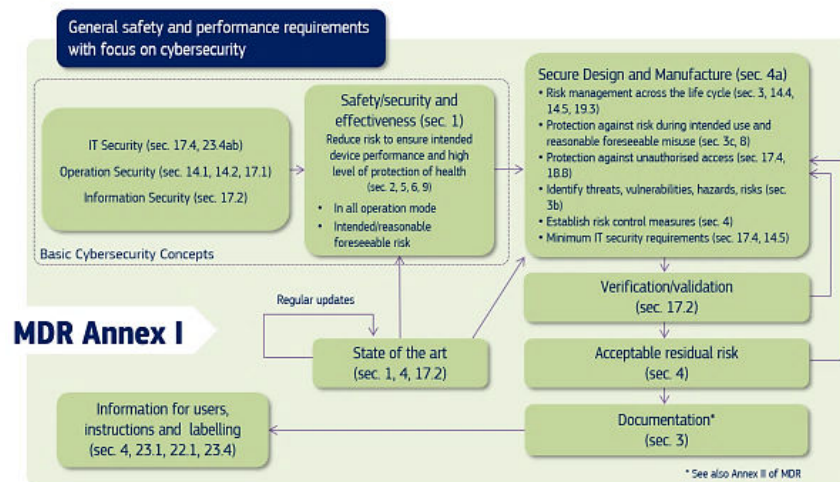 General safety and performance requirements
with focus on cybersecurity
IT Security (sec. 17.4, 23.4ab)
Operation Security (sec. 14.1, 14.2, 17.1)
Information Security (sec. 17.2)
Safety/security and
effectiveness (sec. 1)
Reduce risk to ensure intended
device performance and high
level of protection of health
(sec. 2, 5, 6, 9)
• In all operation mode
• Intended/reasonable
foreseeable risk
Basic Cybersecurity Concepts
Secure Design and Manufacture (sec. 4a)
• Risk management across the life cycle (sec. 3, 14.4,
14.5, 19.3)
• Protection against risk during intended use and
reasonable foreseeable misuse (sec. 3c, 8)
• Protection against unauthorised access (sec. 17.4,
18.8)
• Identify threats, vulnerabilities, hazards, risks (sec.
3b)
• Establish risk control measures (sec. 4)
• Minimum IT security requirements (sec. 17.4, 14.5)
Verification/validation
(sec. 17.2)
Regular updates
MDR Annex I
State of the art
(sec. 1, 4, 17.2)
Acceptable residual risk
(sec. 4)
Information for users,
instructions and labelling
(sec. 4, 23.1, 22.1, 23.4)
Documentation*
(sec. 3)
* See also Annex II of MDR